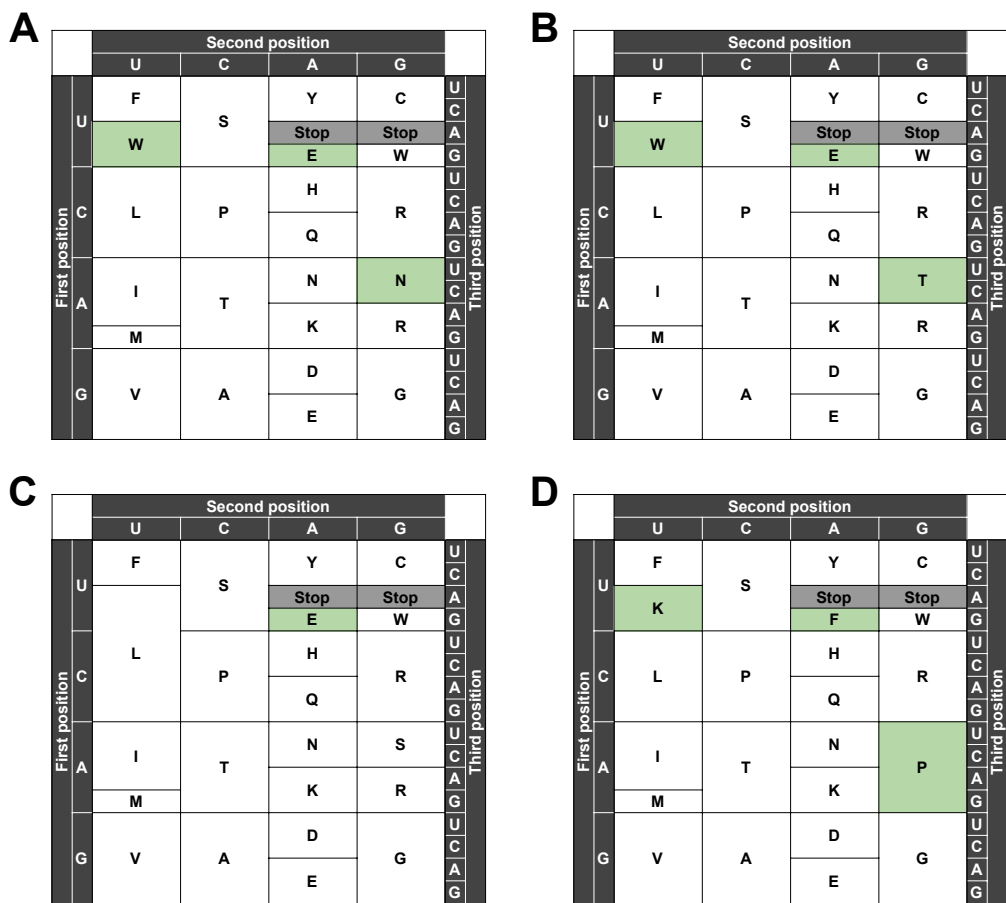 A
Second position
U C A G
First position
Third position
U
F S Y C
W Stop Stop
E W
U C A G
C
L P H R
Q
U C A G
A
I T N N
M K R
U C A G
G
V A D G
E
U C A G
B
Second position
U C A G
First position
Third position
U
F S Y C
W Stop Stop
E W
U C A G
C
L P H R
Q
U C A G
A
I T N T
M K R
U C A G
G
V A D G
E
U C A G
C
Second position
U C A G
First position
Third position
U
F S Y C
Stop Stop
E W
U C A G
C
L P H R
Q
U C A G
A
I T N S
M K R
U C A G
G
V A D G
E
U C A G
D
Second position
U C A G
First position
Third position
U
F S Y C
K Stop Stop
F W
U C A G
C
L P H R
Q
U C A G
A
I T N P
M K
U C A G
G
V A D G
E
U C A G